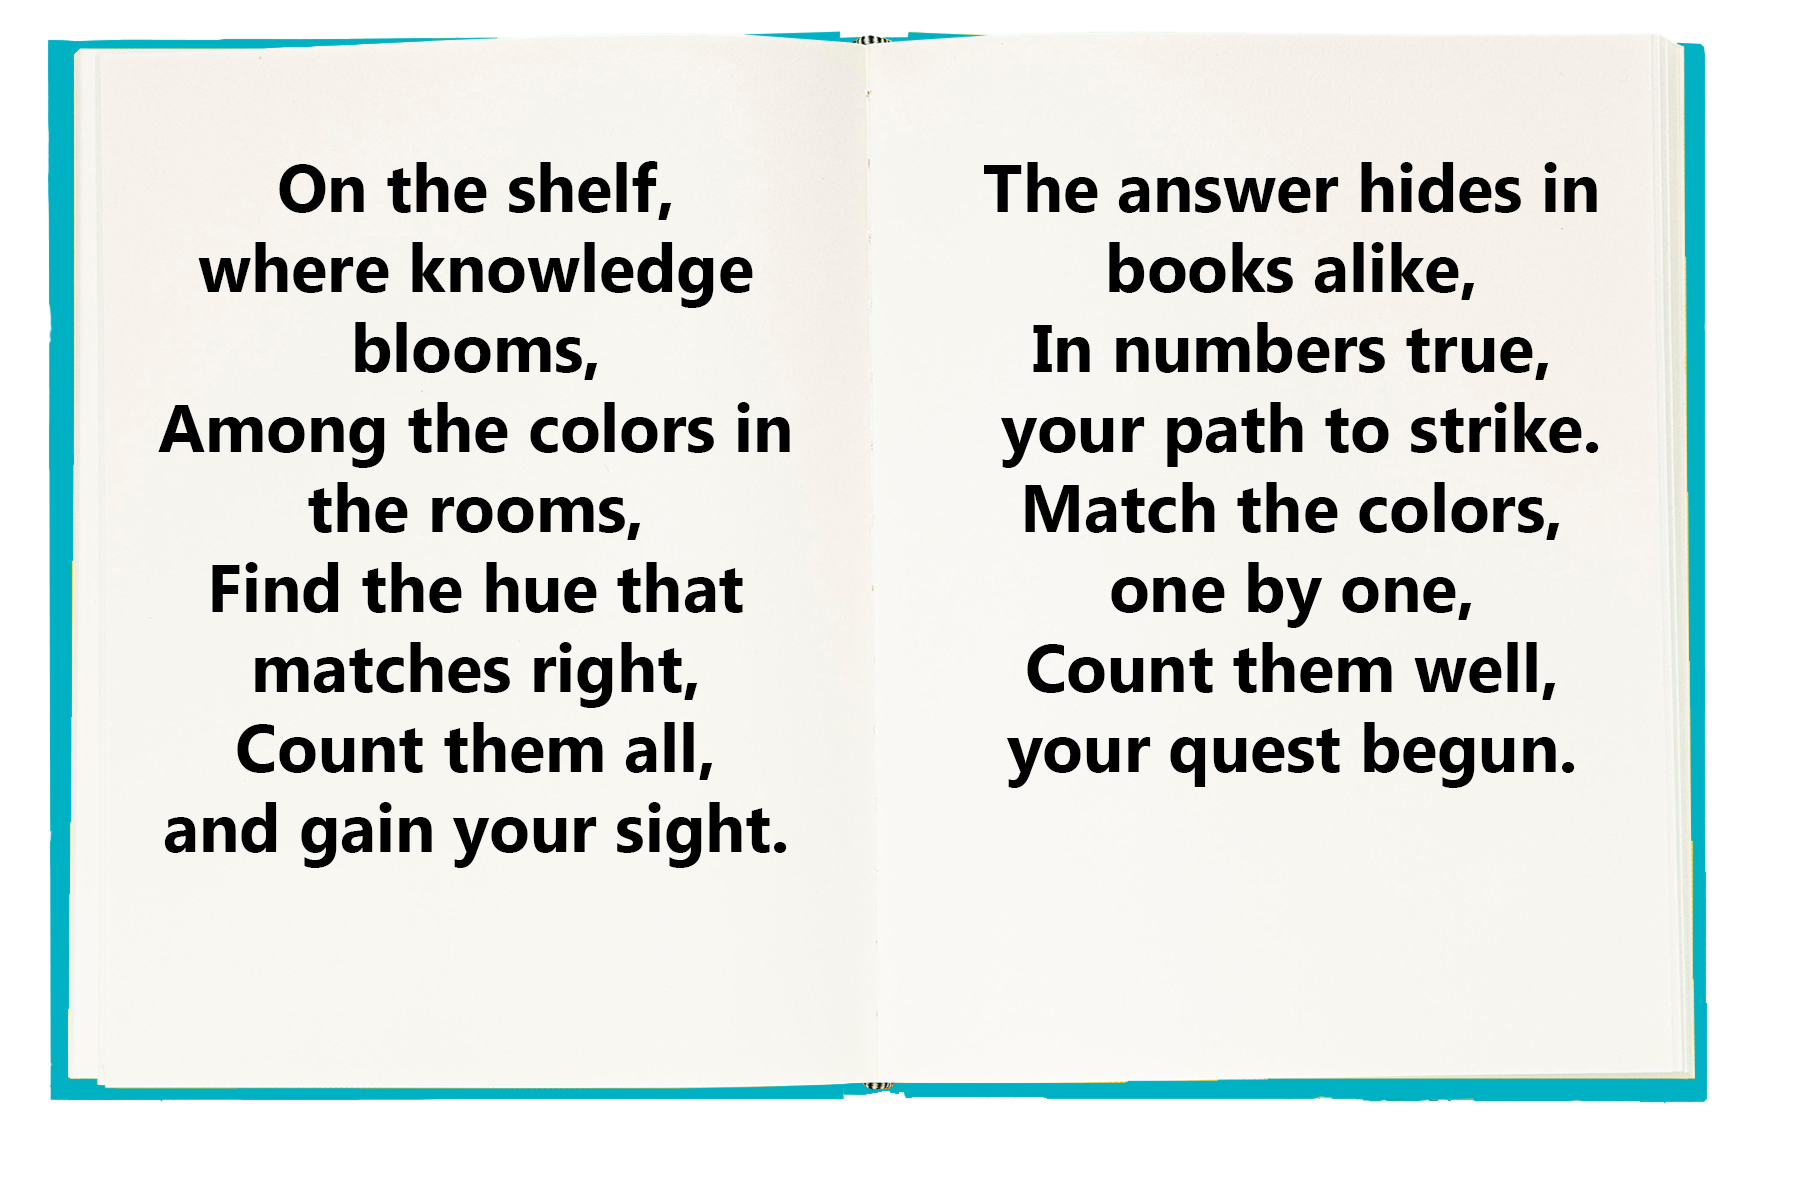 On the shelf,
where knowledge
blooms,
Among the colors in
the rooms,
Find the hue that
matches right,
Count them all,
and gain your sight.
The answer hides in
books alike,
In numbers true,
your path to strike.
Match the colors,
one by one,
Count them well,
your quest begun.